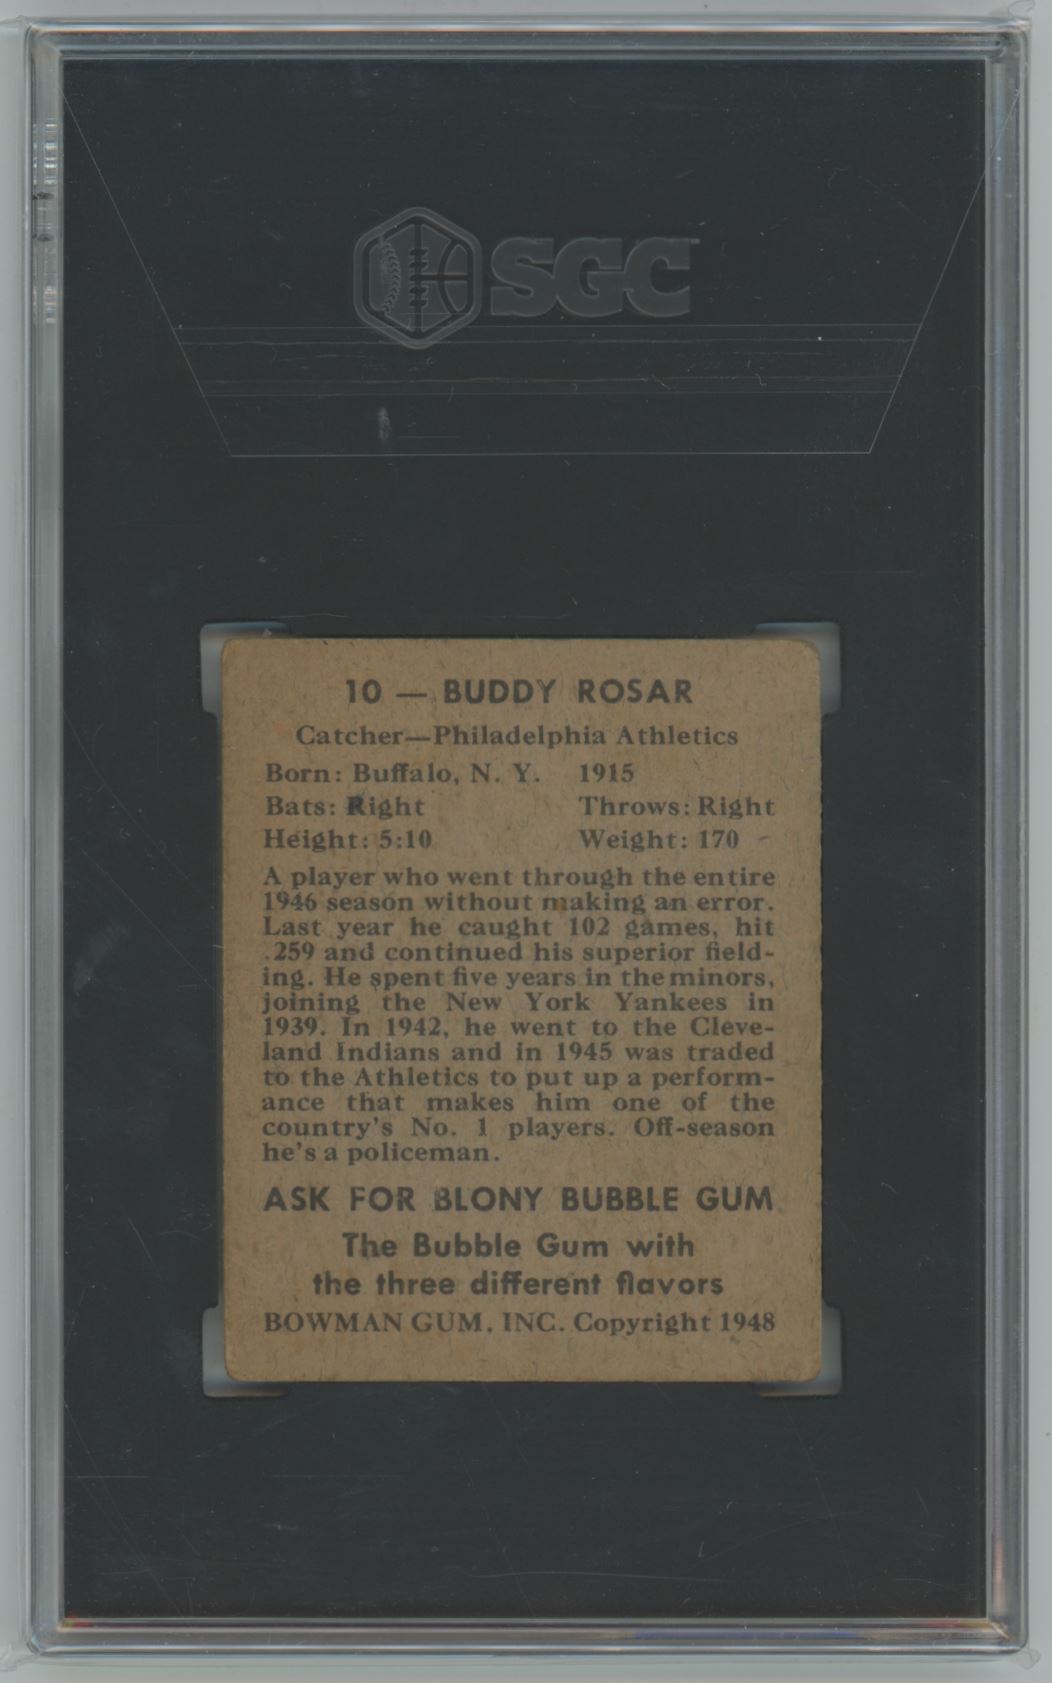 SGC
10 — BUDDY ROSAR
Catcher—Philadelphia Athletics
Born: Buffalo, N. Y. 1915
Bats: Right Throws: Right
Height: 5:10 Weight: 170
A player who went through the entire
1946 season without making an error.
Last year he caught 102 games, hit
.259 and continued his superior field-
ing. He spent five years in the minors,
joining the New York Yankees in
1939. In 1942, he went to the Cleve-
land Indians and in 1945 was traded
to the Athletics to put up a perform-
ance that makes him one of the
country's No. 1 players. Off-season
he's a policeman.
ASK FOR BLONY BUBBLE GUM
The Bubble Gum with
the three different flavors
BOWMAN GUM, INC. Copyright 1948